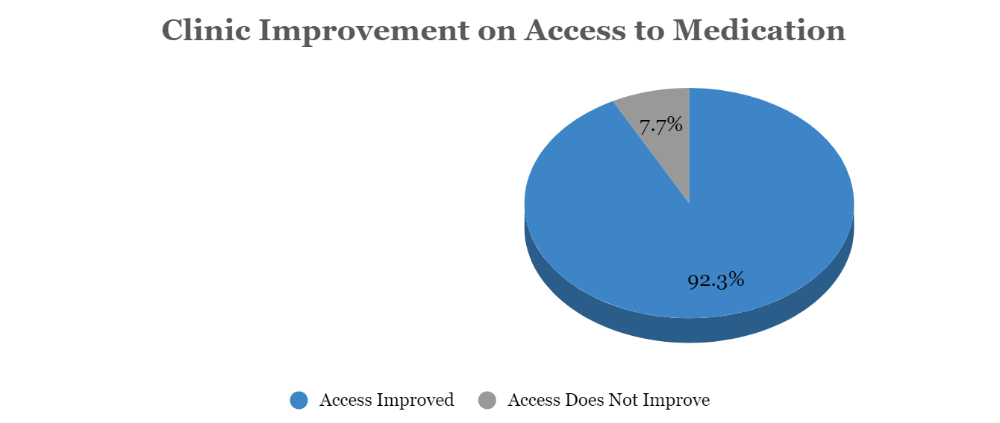 Clinic Improvement on Access to Medication
7.7%
92.3%
Access Improved
Access Does Not Improve